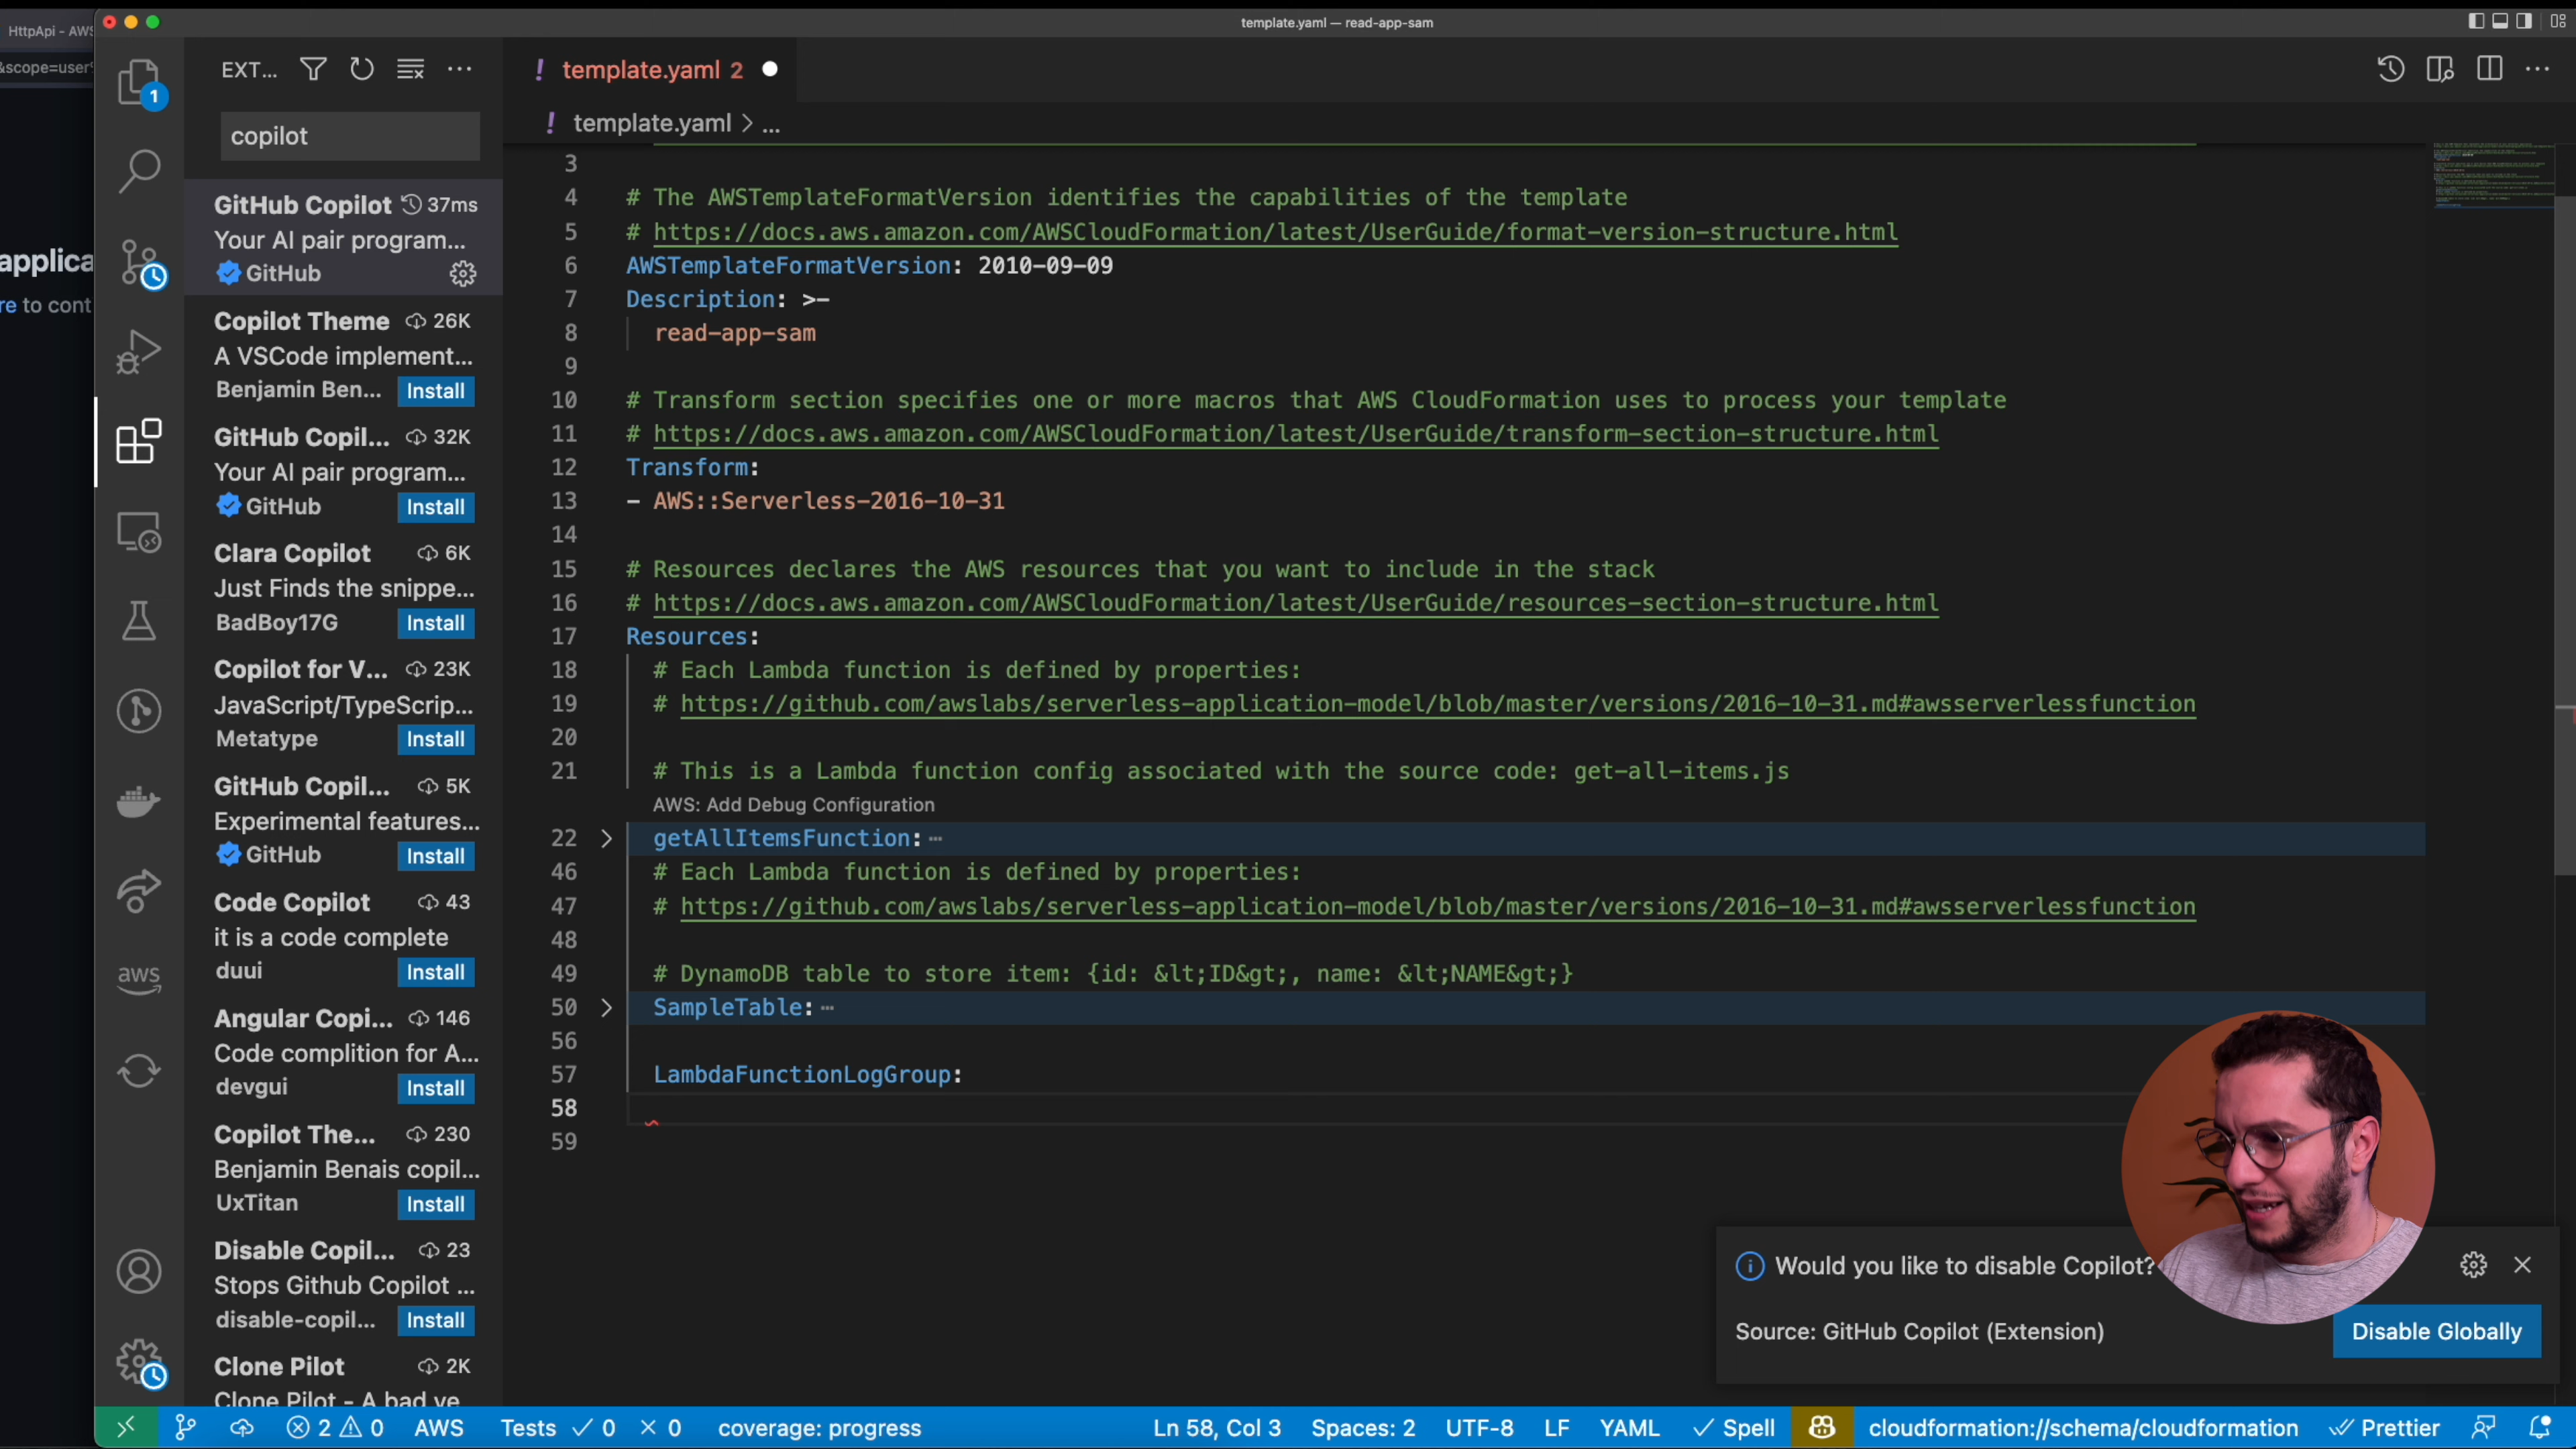 template.yaml — read-app-sam
HttpApi - AWS
&scope=user%
applica
re to cont
EXT...
copilot
1
GitHub Copilot 37ms
Your AI pair program...
GitHub
Copilot Theme 26K
A VSCode implement...
Benjamin Ben... Install
GitHub Copil... 32K
Your AI pair program...
GitHub Install
Clara Copilot 6K
Just Finds the snippe...
BadBoy17G Install
Copilot for V... 23K
JavaScript/TypeScrip...
Metatype Install
GitHub Copil... 5K
Experimental features...
GitHub Install
Code Copilot 43
it is a code complete
duui Install
Angular Copi... 146
Code complition for A...
devgui Install
Copilot The... 230
Benjamin Benais copil...
UxTitan Install
Disable Copil... 23
Stops Github Copilot ...
disable-copil... Install
Clone Pilot 2K
Clone Pilot - A bad ve
aws
! template.yaml 2
! template.yaml > ...
3
4 # The AWSTemplateFormatVersion identifies the capabilities of the template
5 # https://docs.aws.amazon.com/AWSCloudFormation/latest/UserGuide/format-version-structure.html
6 AWSTemplateFormatVersion: 2010-09-09
7 Description: >-
8 read-app-sam
9
10 # Transform section specifies one or more macros that AWS CloudFormation uses to process your template
11 # https://docs.aws.amazon.com/AWSCloudFormation/latest/UserGuide/transform-section-structure.html
12 Transform:
13 - AWS::Serverless-2016-10-31
14
15 # Resources declares the AWS resources that you want to include in the stack
16 # https://docs.aws.amazon.com/AWSCloudFormation/latest/UserGuide/resources-section-structure.html
17 Resources:
18 # Each Lambda function is defined by properties:
19 # https://github.com/awslabs/serverless-application-model/blob/master/versions/2016-10-31.md#awsserverlessfunction
20
21 # This is a Lambda function config associated with the source code: get-all-items.js
AWS: Add Debug Configuration
22 > getAllItemsFunction: ...
46 # Each Lambda function is defined by properties:
47 # https://github.com/awslabs/serverless-application-model/blob/master/versions/2016-10-31.md#awsserverlessfunction
48
49 # DynamoDB table to store item: {id: &lt;ID&gt;, name: &lt;NAME&gt;}
50 > SampleTable: ...
56
57 LambdaFunctionLogGroup:
58
59
Would you like to disable Copilot?
Source: GitHub Copilot (Extension)
Disable Globally
2 0 AWS Tests ✓ 0 × 0 coverage: progress Ln 58, Col 3 Spaces: 2 UTF-8 LF YAML ✓ Spell cloudformation://schema/cloudformation Prettier